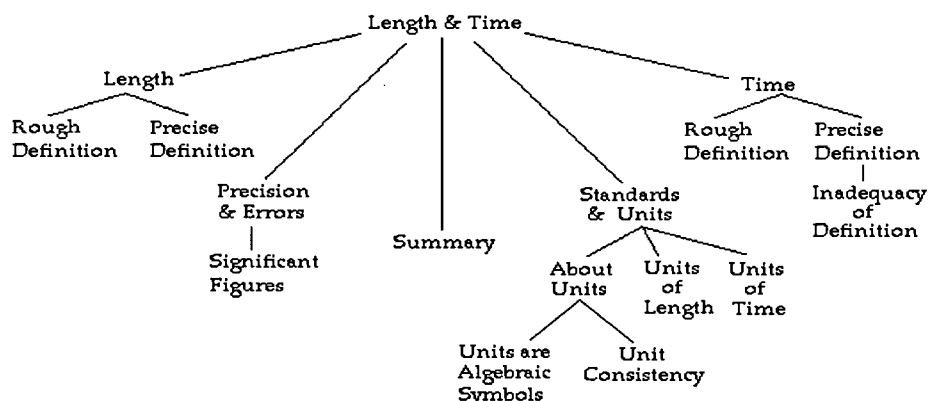 Length & Time
Length
Rough
Definition
Precise
Definition
Precision
& Errors
Significant
Figures
Summary
Standards
& Units
About
Units
Units are
Algebraic
Symbols
Unit
Consistency
Units
of
Length
Units
of
Time
Time
Rough
Definition
Precise
Definition
Inadequacy
of
Definition